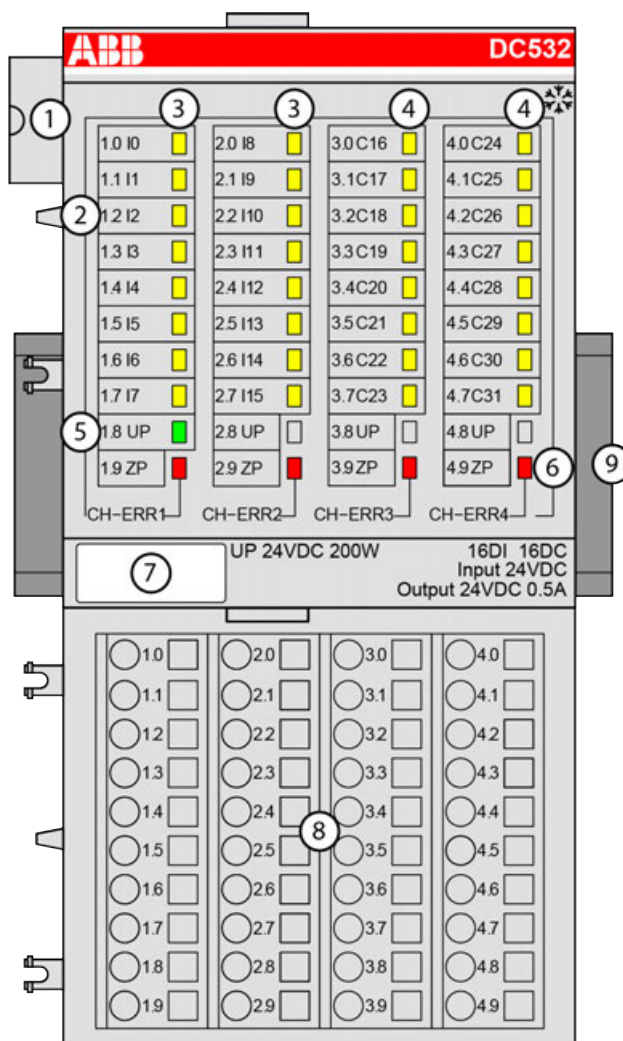 ABB DC532
1 3 3 4 4
1.0 I0 2.0 I8 3.0 C16 4.0 C24
1.1 I1 2.1 I9 3.1 C17 4.1 C25
2 1.2 I2 2.2 I10 3.2 C18 4.2 C26
1.3 I3 2.3 I11 3.3 C19 4.3 C27
1.4 I4 2.4 I12 3.4 C20 4.4 C28
1.5 I5 2.5 I13 3.5 C21 4.5 C29
1.6 I6 2.6 I14 3.6 C22 4.6 C30
1.7 I7 2.7 I15 3.7 C23 4.7 C31
5 1.8 UP 2.8 UP 3.8 UP 4.8 UP
1.9 ZP 2.9 ZP 3.9 ZP 4.9 ZP 6 9
CH-ERR1 CH-ERR2 CH-ERR3 CH-ERR4
7 UP 24VDC 200W 16DI 16DC
Input 24VDC
Output 24VDC 0.5A
1.0 2.0 3.0 4.0
1.1 2.1 3.1 4.1
1.2 2.2 3.2 4.2
1.3 2.3 3.3 4.3
1.4 2.4 3.4 4.4
8
1.5 2.5 3.5 4.5
1.6 2.6 3.6 4.6
1.7 2.7 3.7 4.7
1.8 2.8 3.8 4.8
1.9 2.9 3.9 4.9